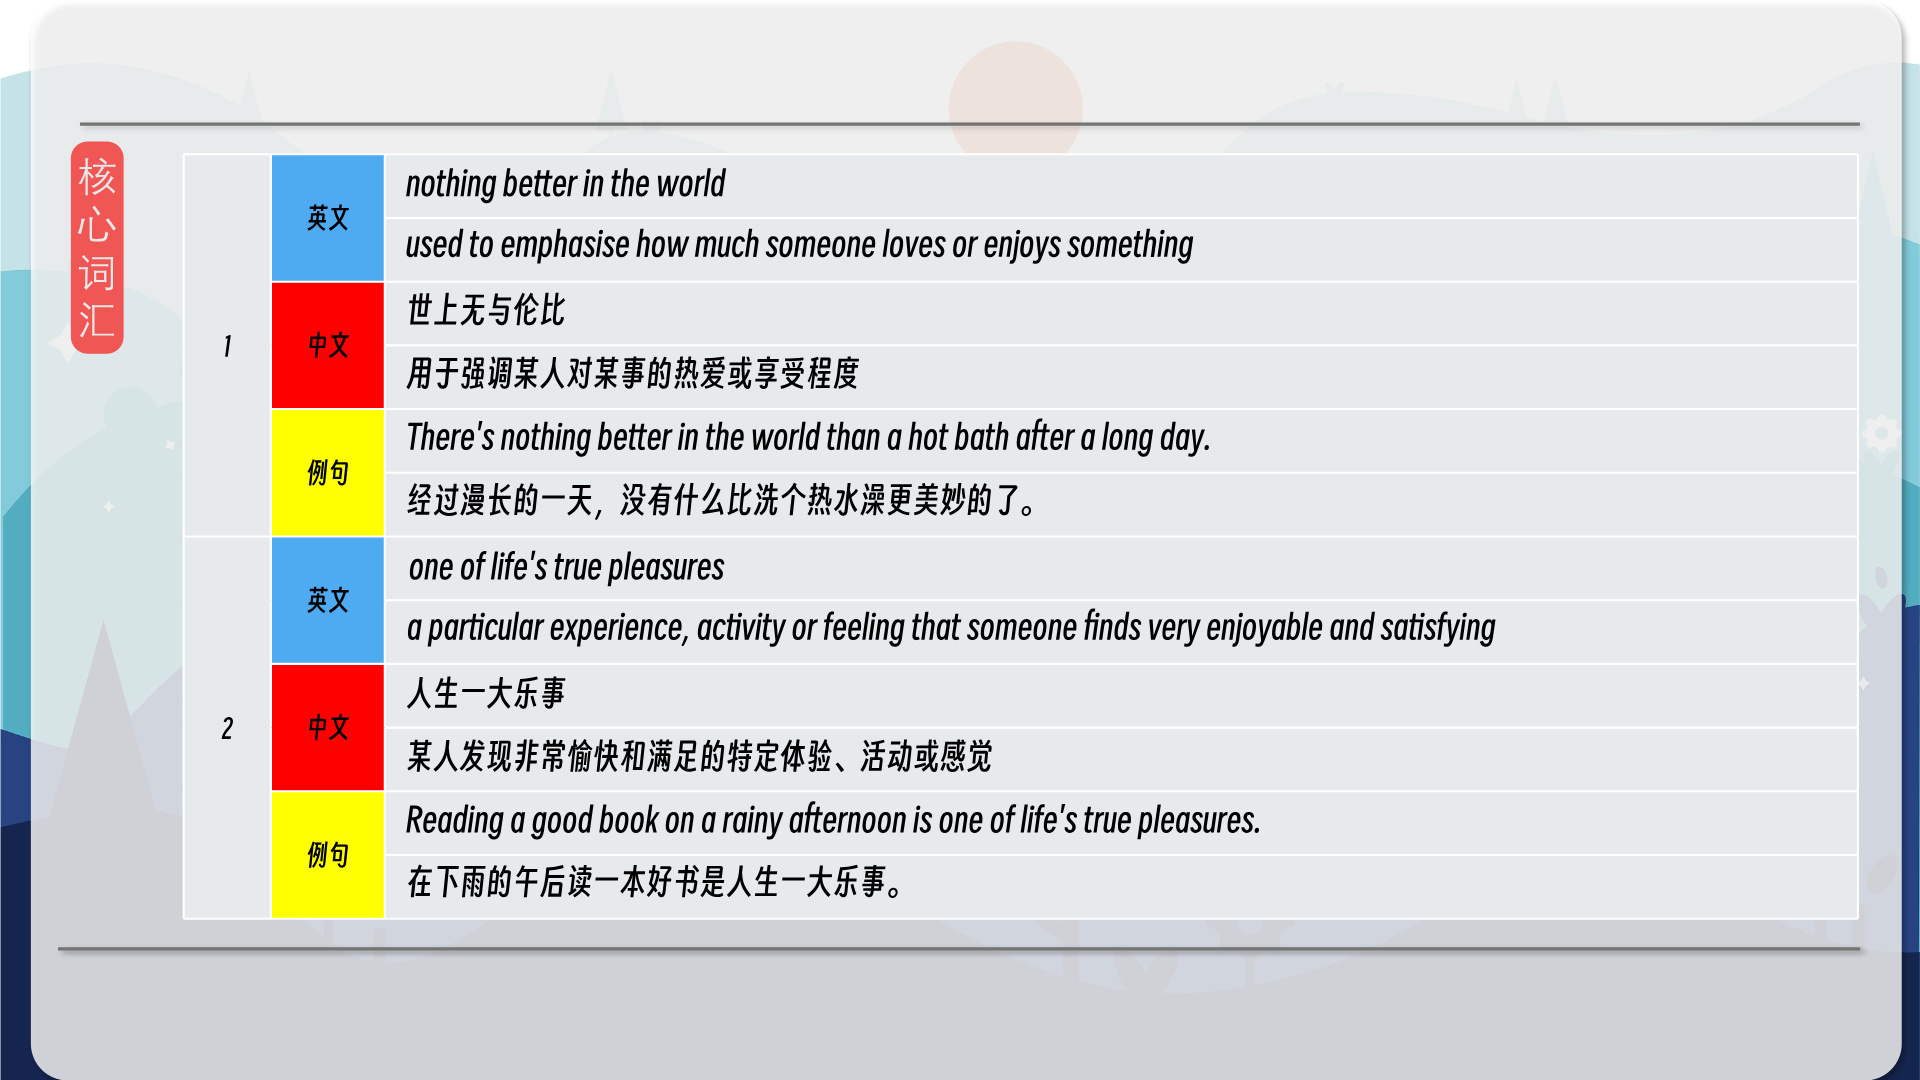 核心词汇
1
英文
nothing better in the world
used to emphasise how much someone loves or enjoys something
中文
世上无与伦比
用于强调某人对某事的热爱或享受程度
例句
There's nothing better in the world than a hot bath after a long day.
经过漫长的一天，没有什么比洗个热水澡更美妙的了。
2
英文
one of life's true pleasures
a particular experience, activity or feeling that someone finds very enjoyable and satisfying
中文
人生一大乐事
某人发现非常愉快和满足的特定体验、活动或感觉
例句
Reading a good book on a rainy afternoon is one of life's true pleasures.
在下雨的午后读一本好书是人生一大乐事。